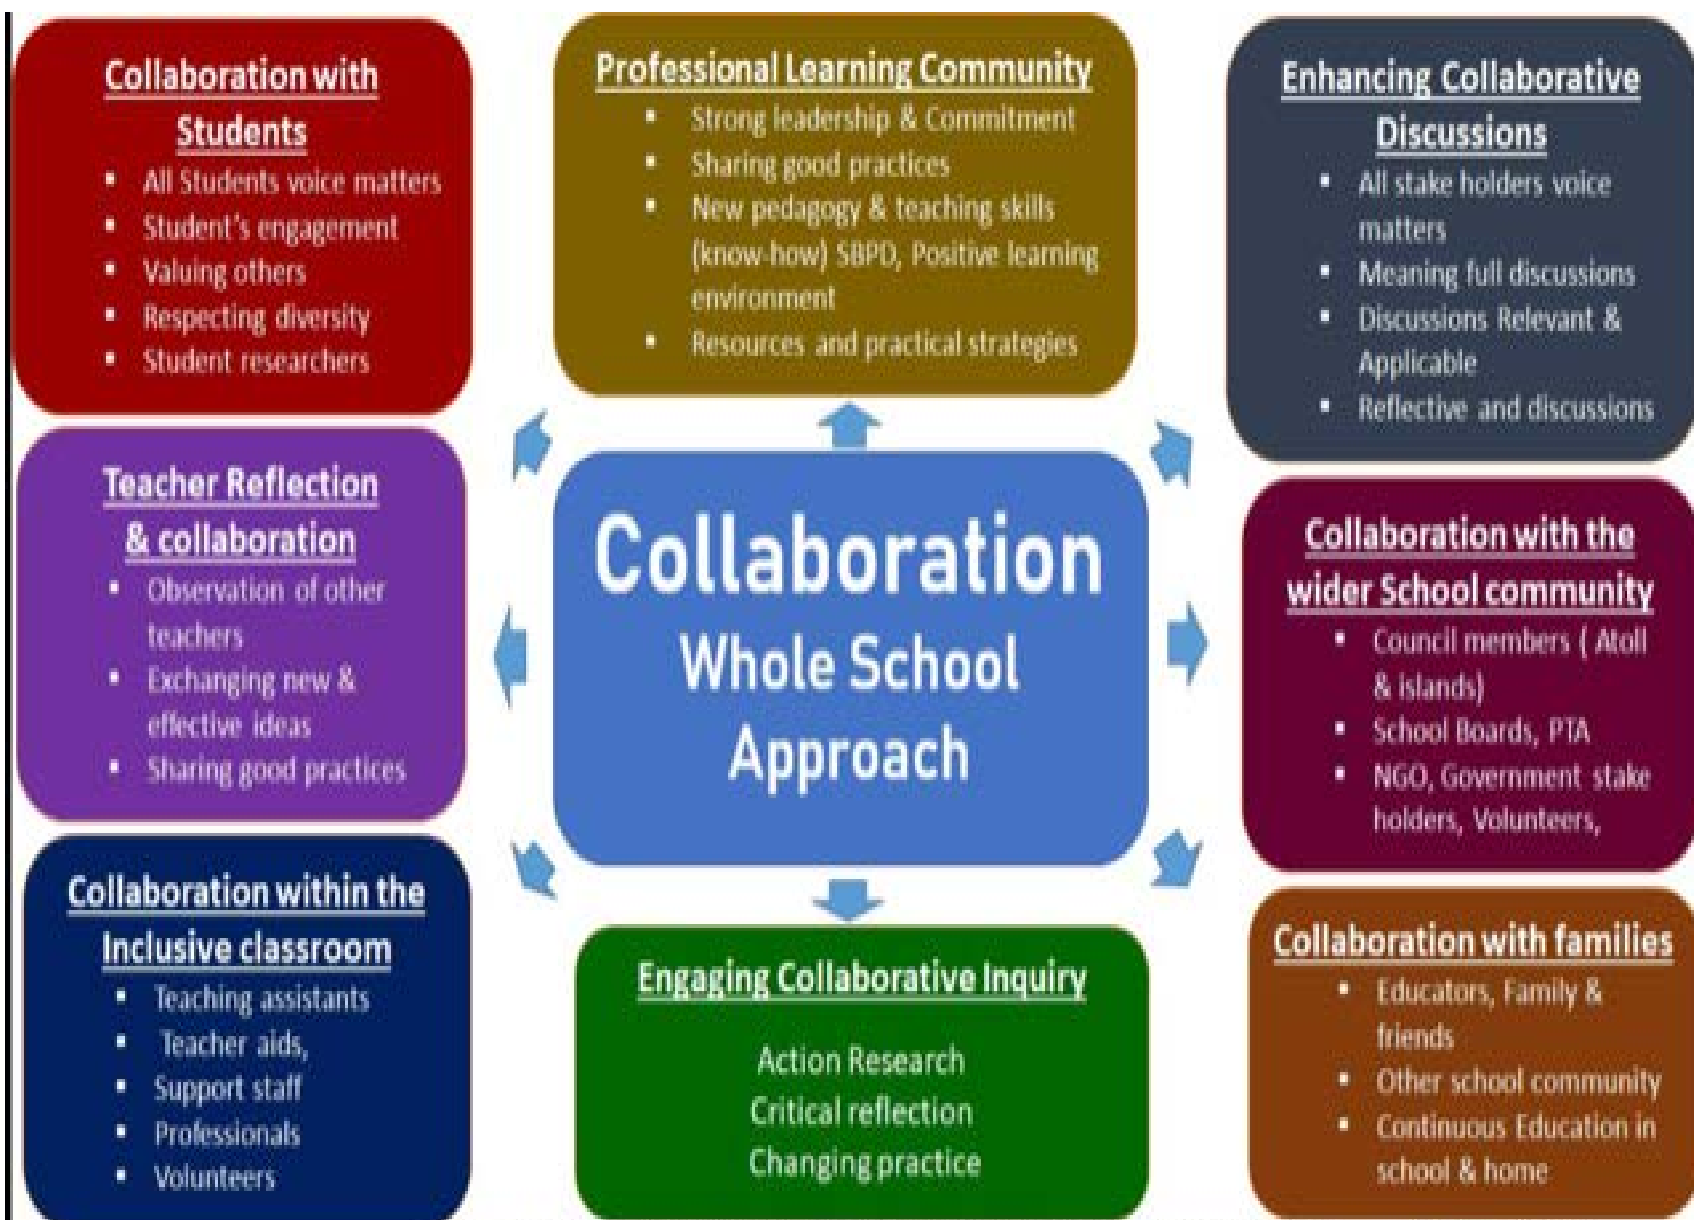 Collaboration with
Students
▪ All Students voice matters
▪ Student's engagement
▪ Valuing others
▪ Respecting diversity
▪ Student researchers
Professional Learning Community
▪ Strong leadership & Commitment
▪ Sharing good practices
▪ New pedagogy & teaching skills
(know-how) SBPD, Positive learning
environment
▪ Resources and practical strategies
Enhancing Collaborative
Discussions
▪ All stake holders voice
matters
▪ Meaning full discussions
▪ Discussions Relevant &
Applicable
▪ Reflective and discussions
Teacher Reflection
& collaboration
▪ Observation of other
teachers
▪ Exchanging new &
effective ideas
▪ Sharing good practices
Collaboration
Whole School
Approach
Collaboration with the
wider School community
▪ Council members ( Atoll
& islands)
▪ School Boards, PTA
▪ NGO, Government stake
holders, Volunteers,
Collaboration within the
Inclusive classroom
▪ Teaching assistants
▪ Teacher aids,
▪ Support staff
▪ Professionals
▪ Volunteers
Engaging Collaborative Inquiry
Action Research
Critical reflection
Changing practice
Collaboration with families
▪ Educators, Family &
friends
▪ Other school community
▪ Continuous Education in
school & home